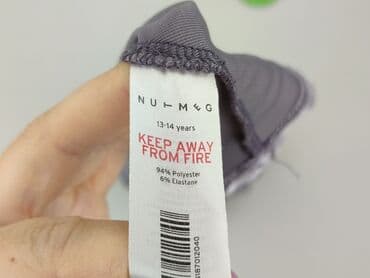 NUTMEG
13-14 years
KEEP AWAY
FROM FIRE
94% Polyester
6% Elastane